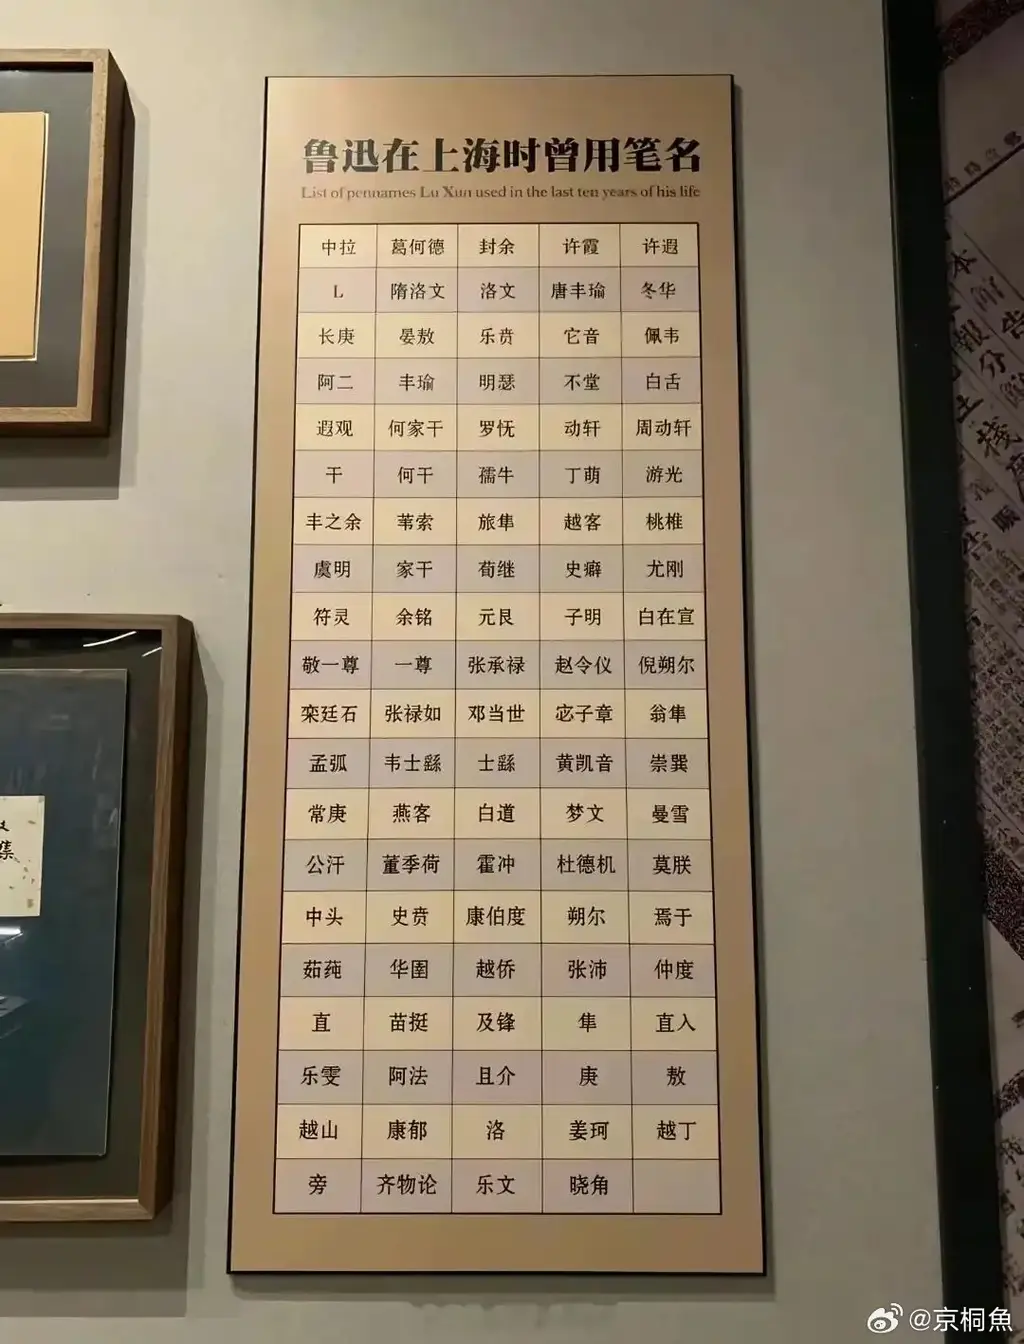 鲁迅在上海时曾用笔名
List of pennames Lu Xun used in the last ten years of his life
中拉 葛何德 封余 许霞 许遐
L 隋洛文 洛文 唐丰瑜 冬华
长庚 晏敖 乐贲 它音 佩韦
阿二 丰瑜 明瑟 不堂 白舌
遐观 何家干 罗怃 动轩 周动轩
干 何干 孺牛 丁萌 游光
丰之余 苇索 旅隼 越客 桃椎
虞明 家干 荀继 史癖 尤刚
符灵 余铭 元艮 子明 白在宣
敬一尊 一尊 张承禄 赵令仪 倪朔尔
栾廷石 张禄如 邓当世 宓子章 翁隼
孟弧 韦士繇 士繇 黄凯音 崇巽
常庚 燕客 白道 梦文 曼雪
公汗 董季荷 霍冲 杜德机 莫朕
中头 史贲 康伯度 朔尔 焉于
茹莼 华圉 越侨 张沛 仲度
直 苗挺 及锋 隼 直入
乐雯 阿法 且介 庚 敖
越山 康郁 洛 姜珂 越丁
旁 齐物论 乐文 晓角
集
本
馆
告
報
分
栈
告
@京桐魚